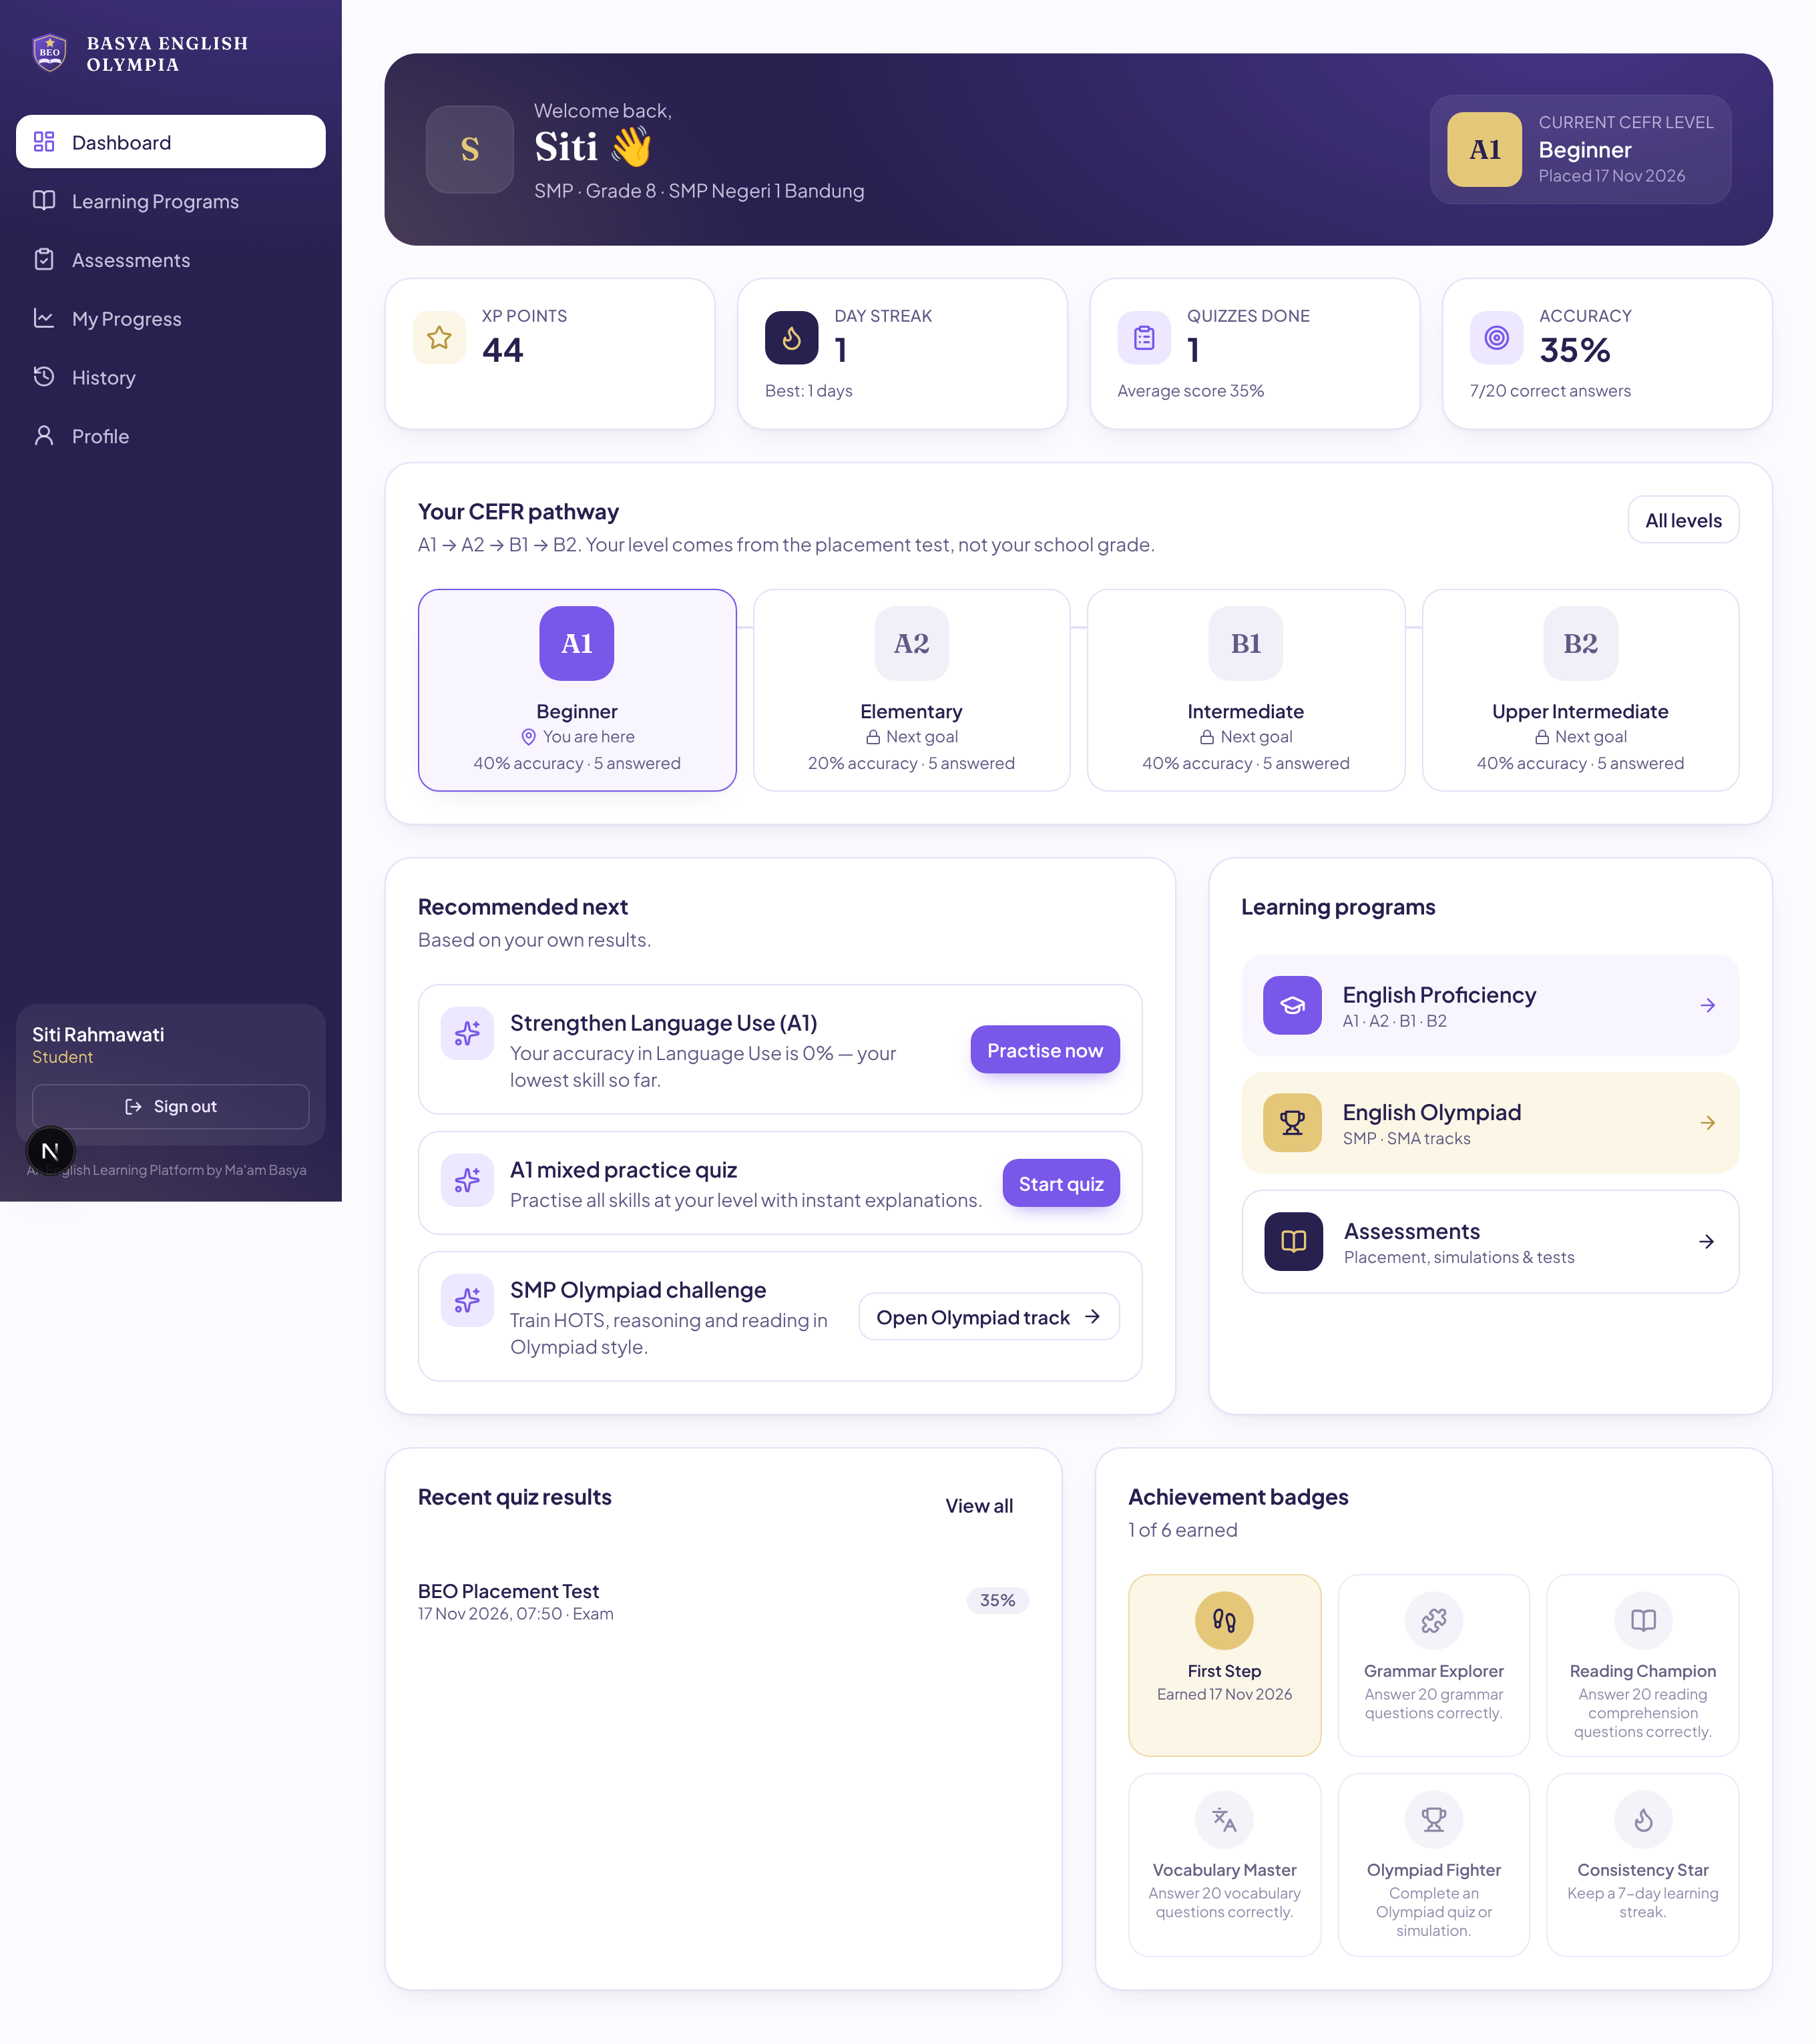 BEO
BASYA ENGLISH
OLYMPIA
Dashboard
Learning Programs
Assessments
My Progress
History
Profile
Siti Rahmawati
Student
Sign out
N
English Learning Platform by Ma'am Basya
S
Welcome back,
Siti 👋
SMP · Grade 8 · SMP Negeri 1 Bandung
A1
CURRENT CEFR LEVEL
Beginner
Placed 17 Nov 2026
XP POINTS
44
DAY STREAK
1
Best: 1 days
QUIZZES DONE
1
Average score 35%
ACCURACY
35%
7/20 correct answers
Your CEFR pathway
A1 → A2 → B1 → B2. Your level comes from the placement test, not your school grade.
All levels
A1
Beginner
You are here
40% accuracy · 5 answered
A2
Elementary
Next goal
20% accuracy · 5 answered
B1
Intermediate
Next goal
40% accuracy · 5 answered
B2
Upper Intermediate
Next goal
40% accuracy · 5 answered
Recommended next
Based on your own results.
Strengthen Language Use (A1)
Your accuracy in Language Use is 0% — your
lowest skill so far.
Practise now
A1 mixed practice quiz
Practise all skills at your level with instant explanations.
Start quiz
SMP Olympiad challenge
Train HOTS, reasoning and reading in
Olympiad style.
Open Olympiad track →
Learning programs
English Proficiency
A1 · A2 · B1 · B2
English Olympiad
SMP · SMA tracks
Assessments
Placement, simulations & tests
Recent quiz results
View all
BEO Placement Test
17 Nov 2026, 07:50 · Exam
35%
Achievement badges
1 of 6 earned
First Step
Earned 17 Nov 2026
Grammar Explorer
Answer 20 grammar
questions correctly.
Reading Champion
Answer 20 reading
comprehension
questions correctly.
Vocabulary Master
Answer 20 vocabulary
questions correctly.
Olympiad Fighter
Complete an
Olympiad quiz or
simulation.
Consistency Star
Keep a 7-day learning
streak.